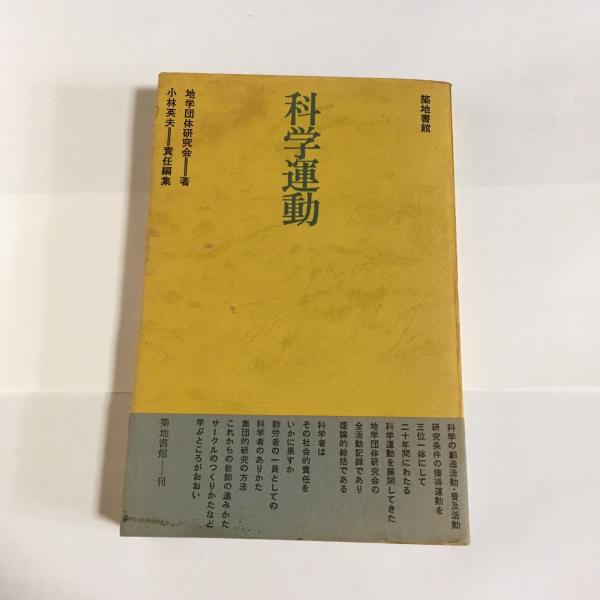 築地書館
科学運動
地学団体研究会＝著
小林英夫＝責任編集
科学の創造活動・普及活動
研究条件の獲得運動を
三位一体にして
二十年間にわたる
科学運動を展開してきた
地学団体研究会の
全活動記録であり
理論的総括である
科学者は
その社会的責任を
いかに果すか
勤労者の一員としての
科学者のありかた
集団的研究の方法
これからの教師の進みかた
サークルのつくりかたなど
学ぶところがおおい
築地書館―刊